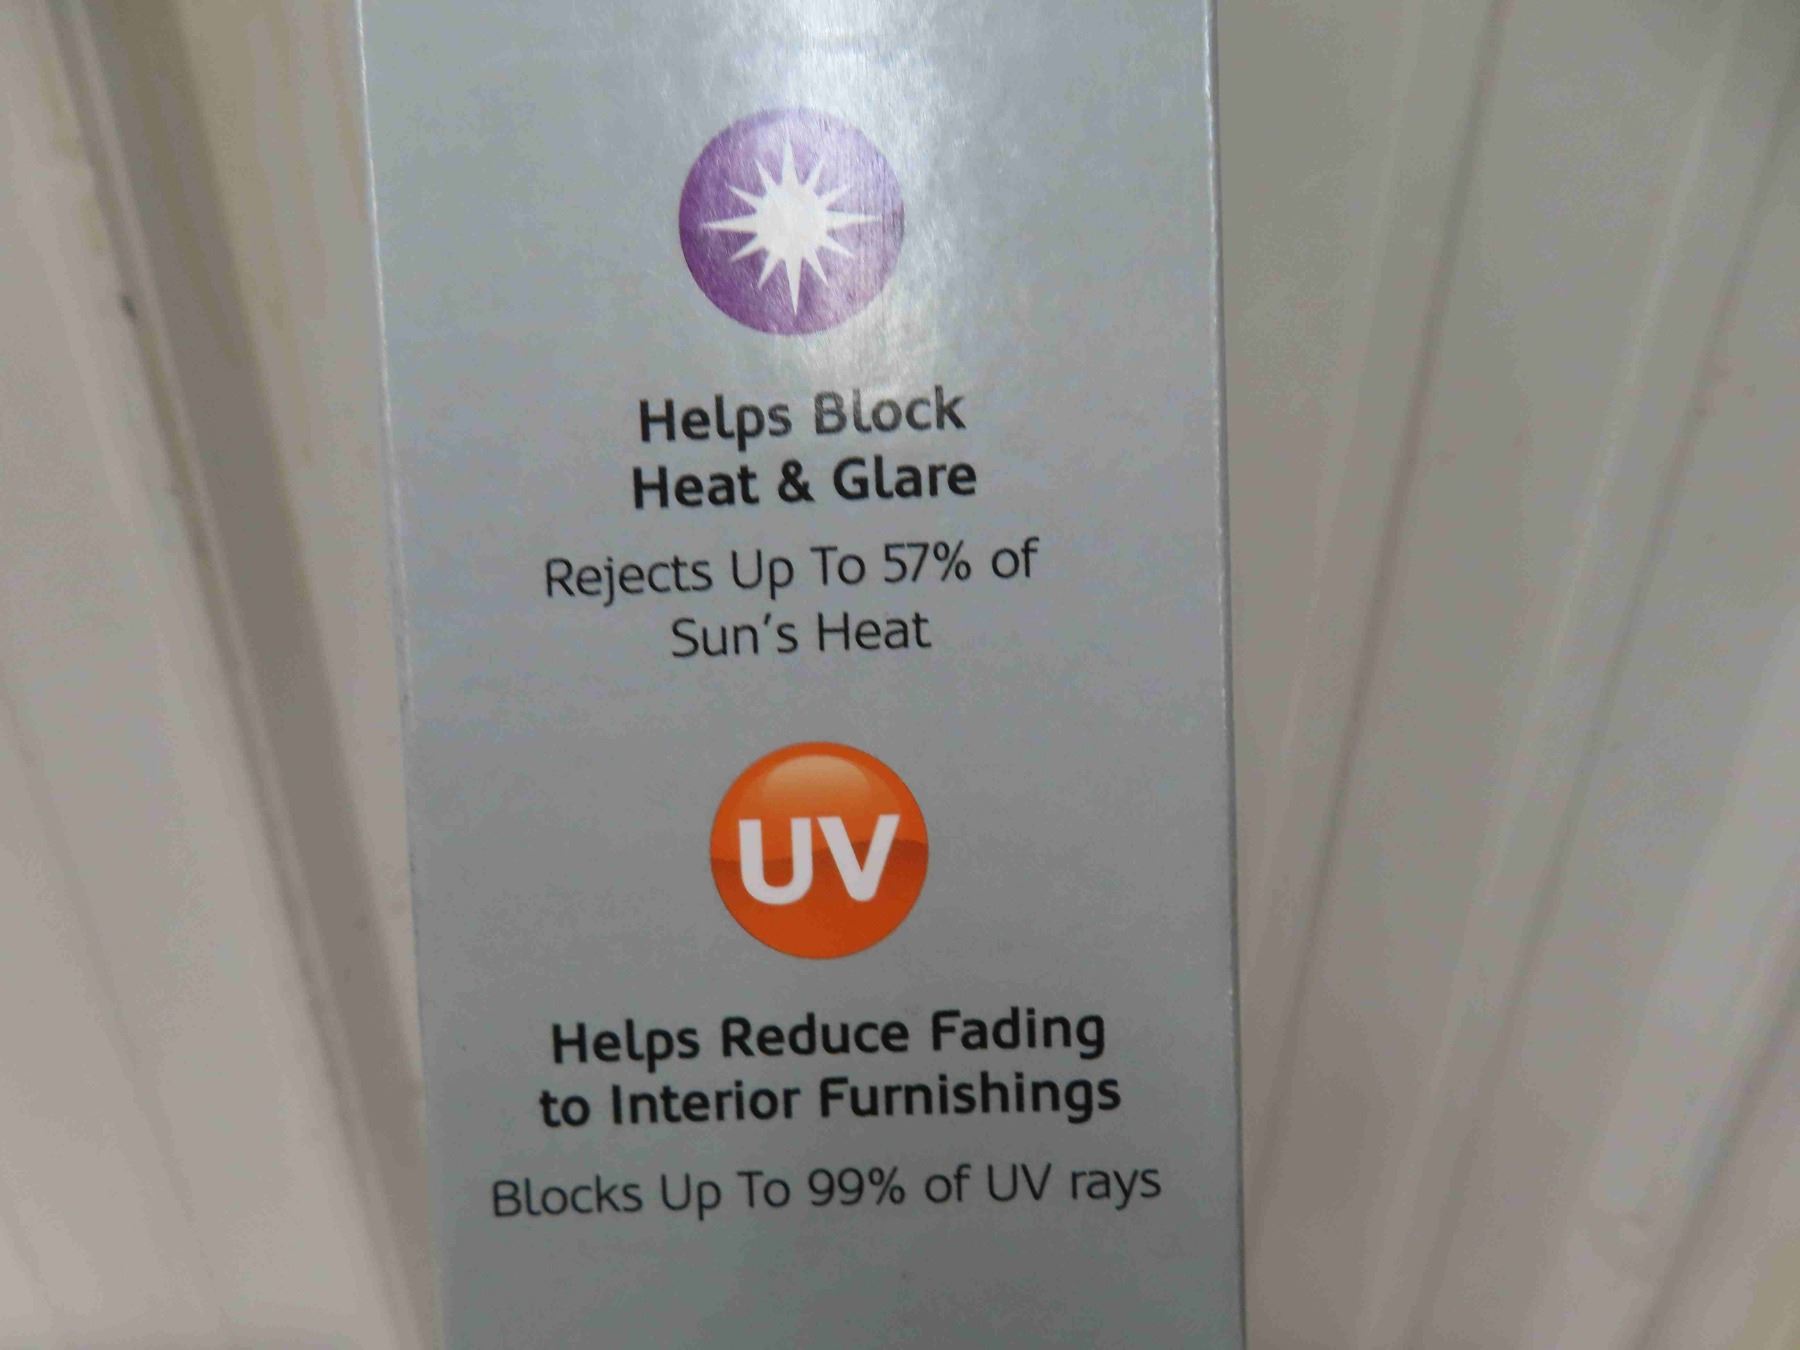 Helps Block
Heat & Glare
Rejects Up To 57% of
Sun's Heat
UV
Helps Reduce Fading
to Interior Furnishings
Blocks Up To 99% of UV rays